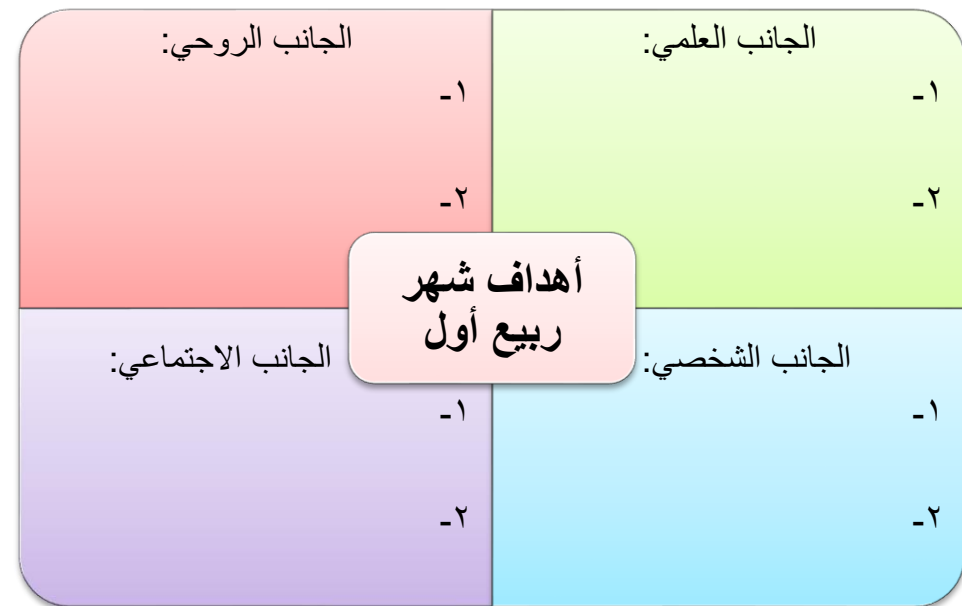 الجانب العلمي:
١-
٢-
الجانب الروحي:
١-
٢-
أهداف شهر
ربيع أول
الجانب الشخصي:
١-
٢-
الجانب الاجتماعي:
١-
٢-